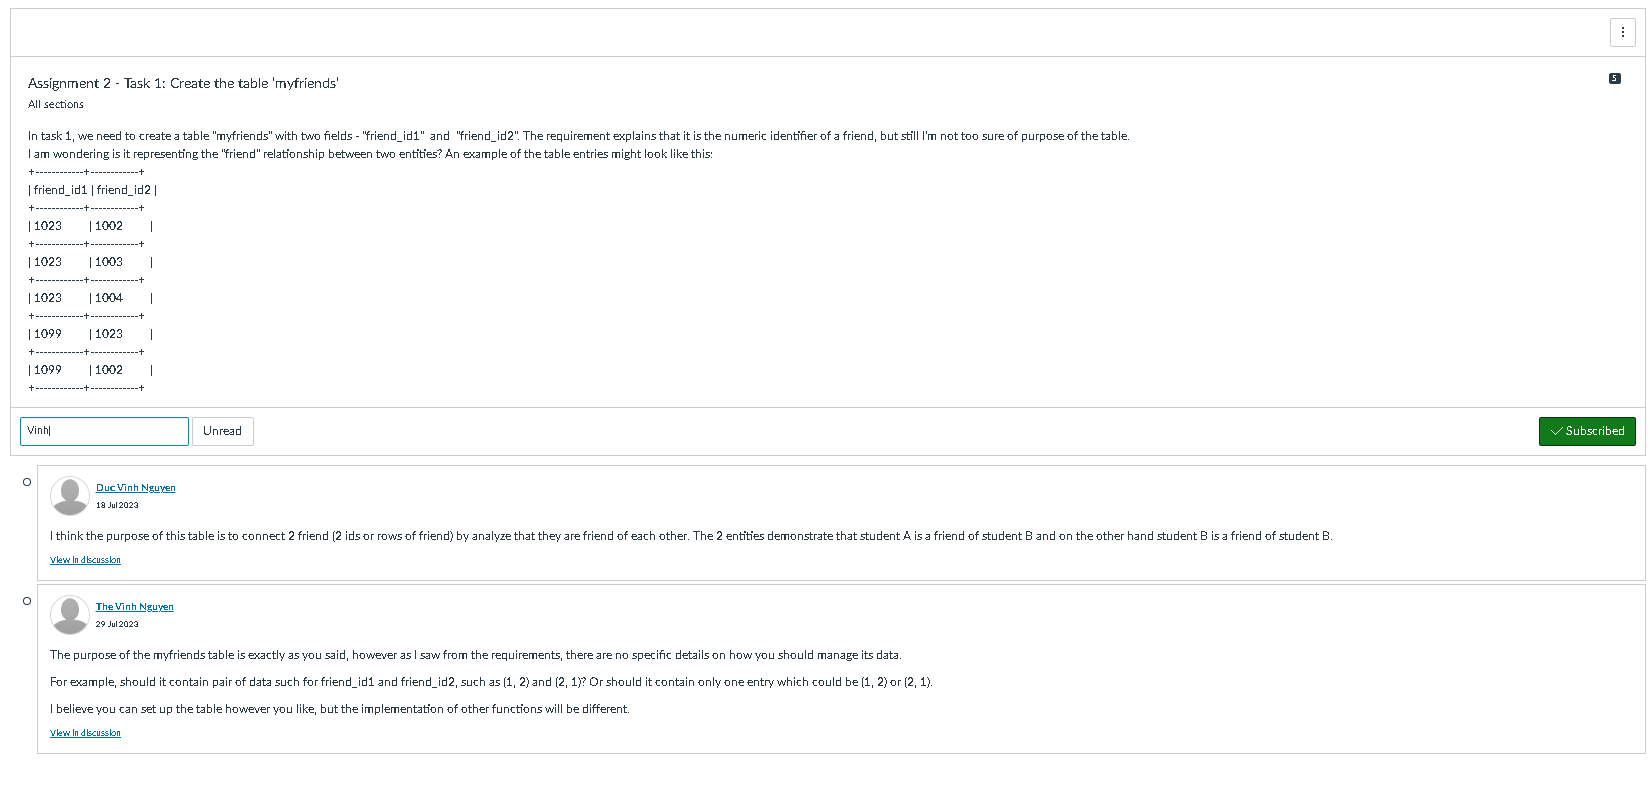 Assignment 2 - Task 1: Create the table 'myfriends'
5
All sections
In task 1, we need to create a table "myfriends" with two fields - "friend_id1" and "friend_id2". The requirement explains that it is the numeric identifier of a friend, but still I'm not too sure of purpose of the table.
I am wondering is it representing the "friend" relationship between two entities? An example of the table entries might look like this:
+------------+------------+
| friend_id1 | friend_id2 |
+------------+------------+
| 1023 | 1002 |
+------------+------------+
| 1023 | 1003 |
+------------+------------+
| 1023 | 1004 |
+------------+------------+
| 1099 | 1023 |
+------------+------------+
| 1099 | 1002 |
+------------+------------+
Vinh
Unread
Subscribed
Duc Vinh Nguyen
18 Jul 2023
I think the purpose of this table is to connect 2 friend (2 ids or rows of friend) by analyze that they are friend of each other. The 2 entities demonstrate that student A is a friend of student B and on the other hand student B is a friend of student B.
View in discussion
The Vinh Nguyen
29 Jul 2023
The purpose of the myfriends table is exactly as you said, however as I saw from the requirements, there are no specific details on how you should manage its data.
For example, should it contain pair of data such for friend_id1 and friend_id2, such as (1, 2) and (2, 1)? Or should it contain only one entry which could be (1, 2) or (2, 1).
I believe you can set up the table however you like, but the implementation of other functions will be different.
View in discussion